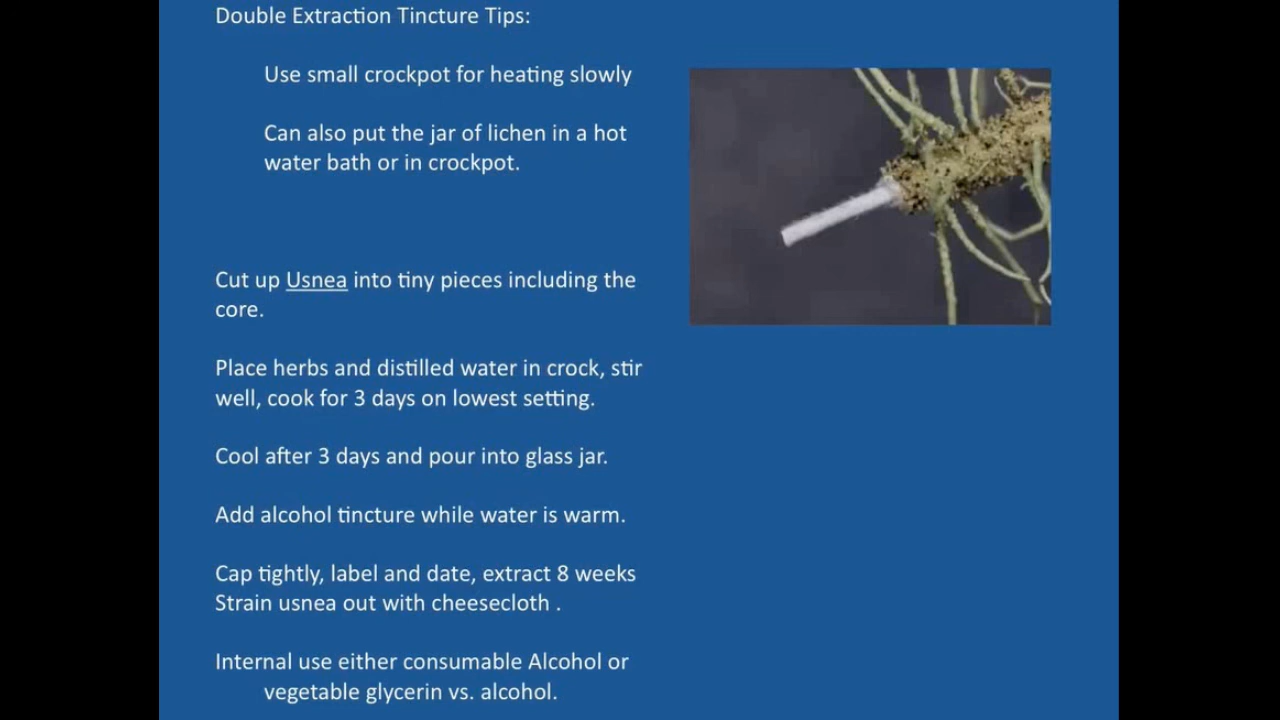 Double Extraction Tincture Tips:
Use small crockpot for heating slowly
Can also put the jar of lichen in a hot
water bath or in crockpot.
Cut up Usnea into tiny pieces including the
core.
Place herbs and distilled water in crock, stir
well, cook for 3 days on lowest setting.
Cool after 3 days and pour into glass jar.
Add alcohol tincture while water is warm.
Cap tightly, label and date, extract 8 weeks
Strain usnea out with cheesecloth .
Internal use either consumable Alcohol or
vegetable glycerin vs. alcohol.